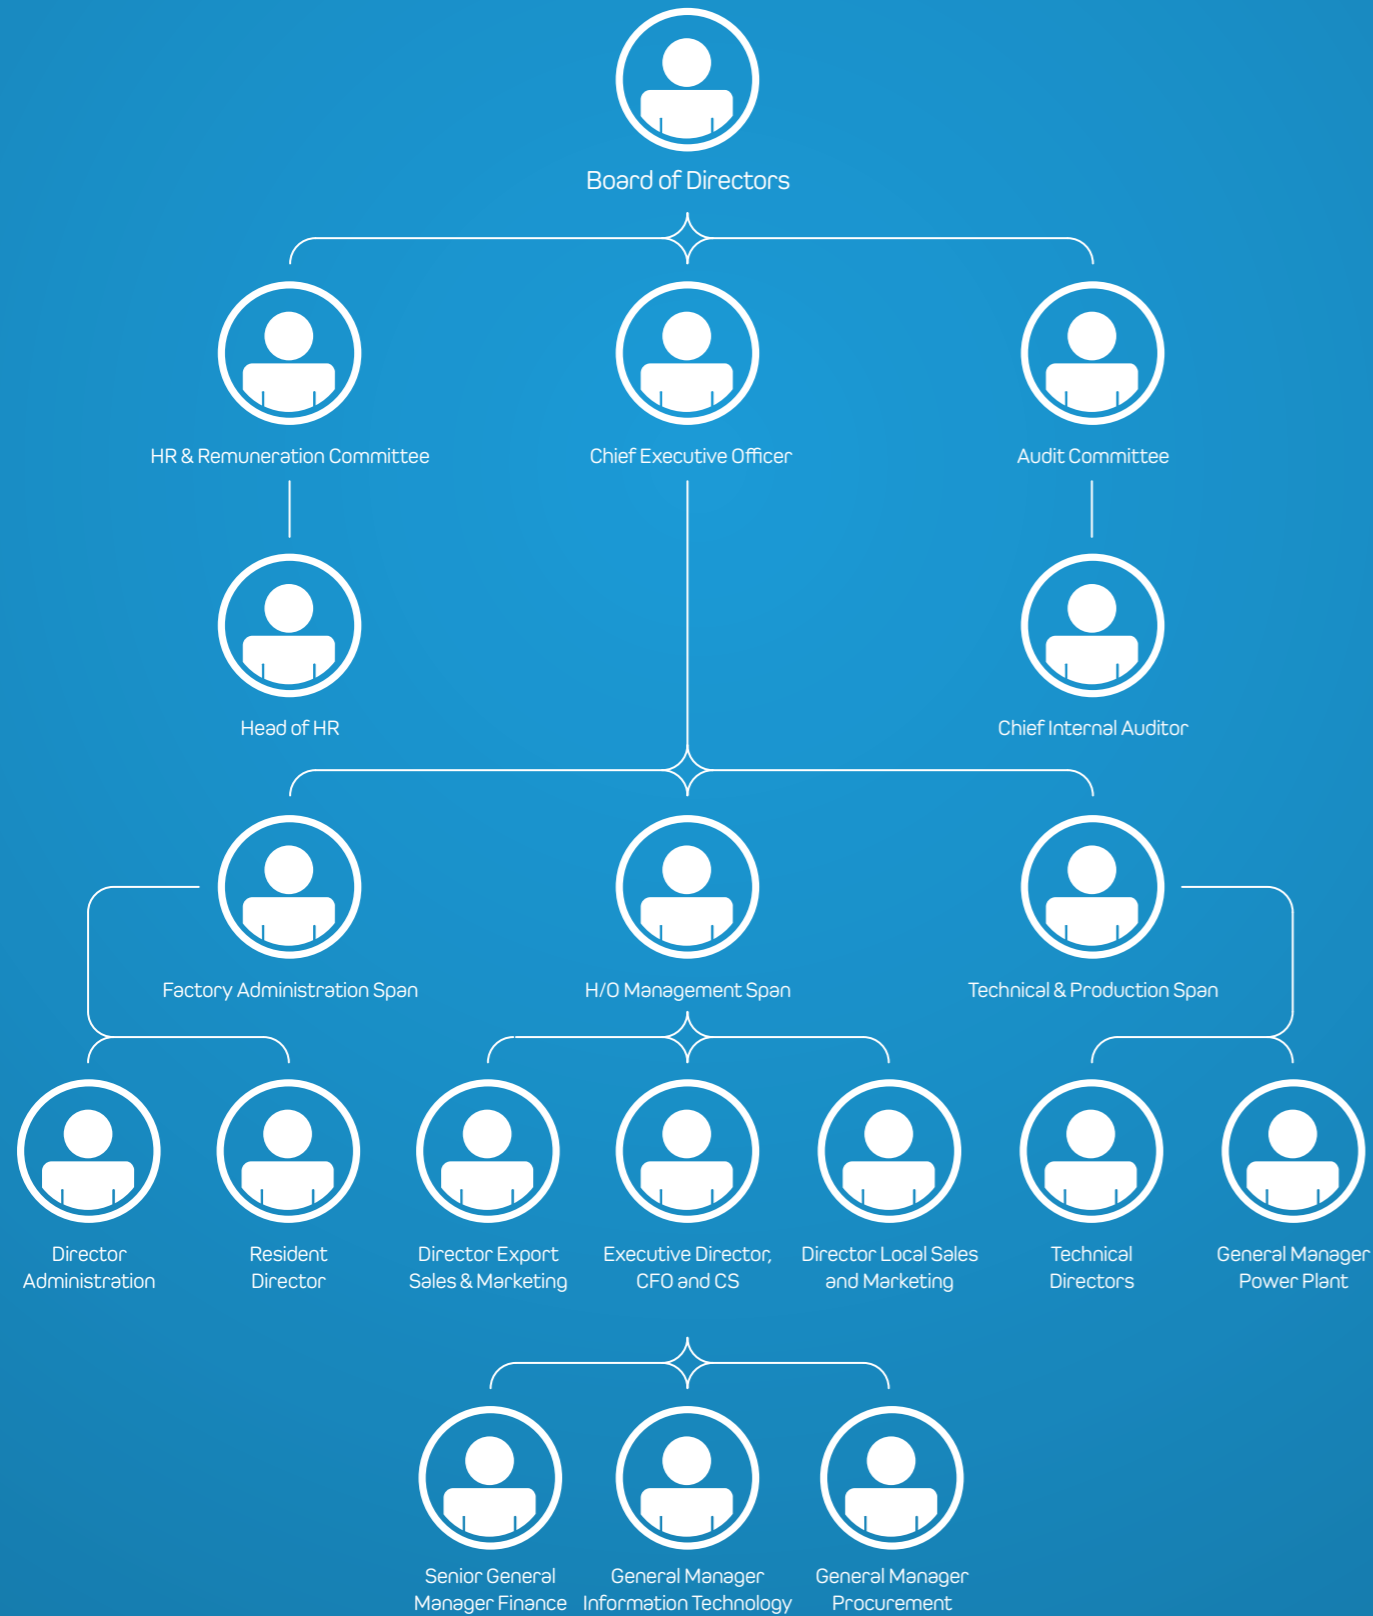 Board of Directors
HR & Remuneration Committee
Chief Executive Officer
Audit Committee
Head of HR
Chief Internal Auditor
Factory Administration Span
H/O Management Span
Technical & Production Span
Director
Administration
Resident
Director
Director Export
Sales & Marketing
Executive Director,
CFO and CS
Director Local Sales
and Marketing
Technical
Directors
General Manager
Power Plant
Senior General
Manager Finance
General Manager
Information Technology
General Manager
Procurement